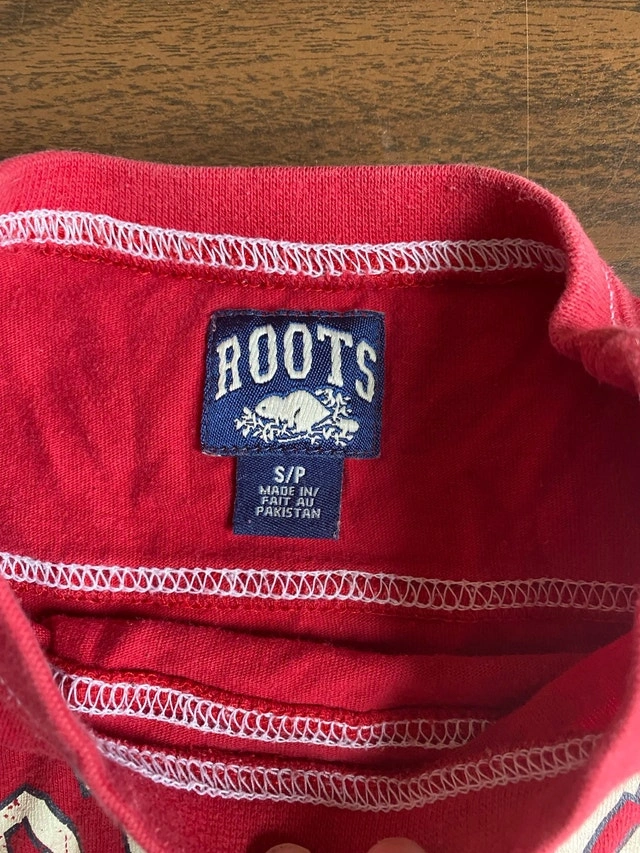 ROOTS
S/P
MADE IN/
FAIT AU
PAKISTAN